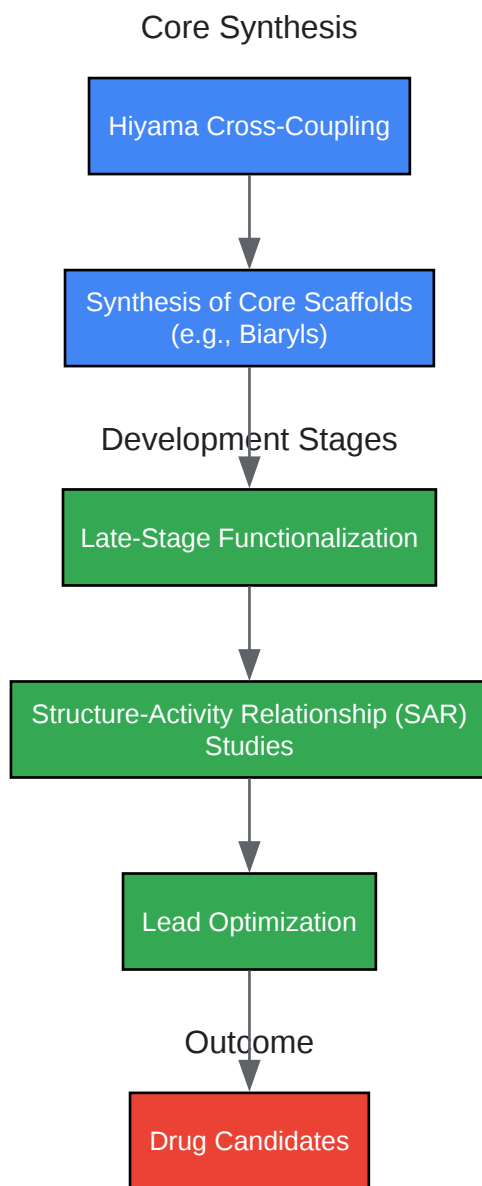 Core Synthesis
Hiyama Cross-Coupling
Synthesis of Core Scaffolds
(e.g., Biaryls)
Development Stages
Late-Stage Functionalization
Structure-Activity Relationship (SAR)
Studies
Lead Optimization
Outcome
Drug Candidates